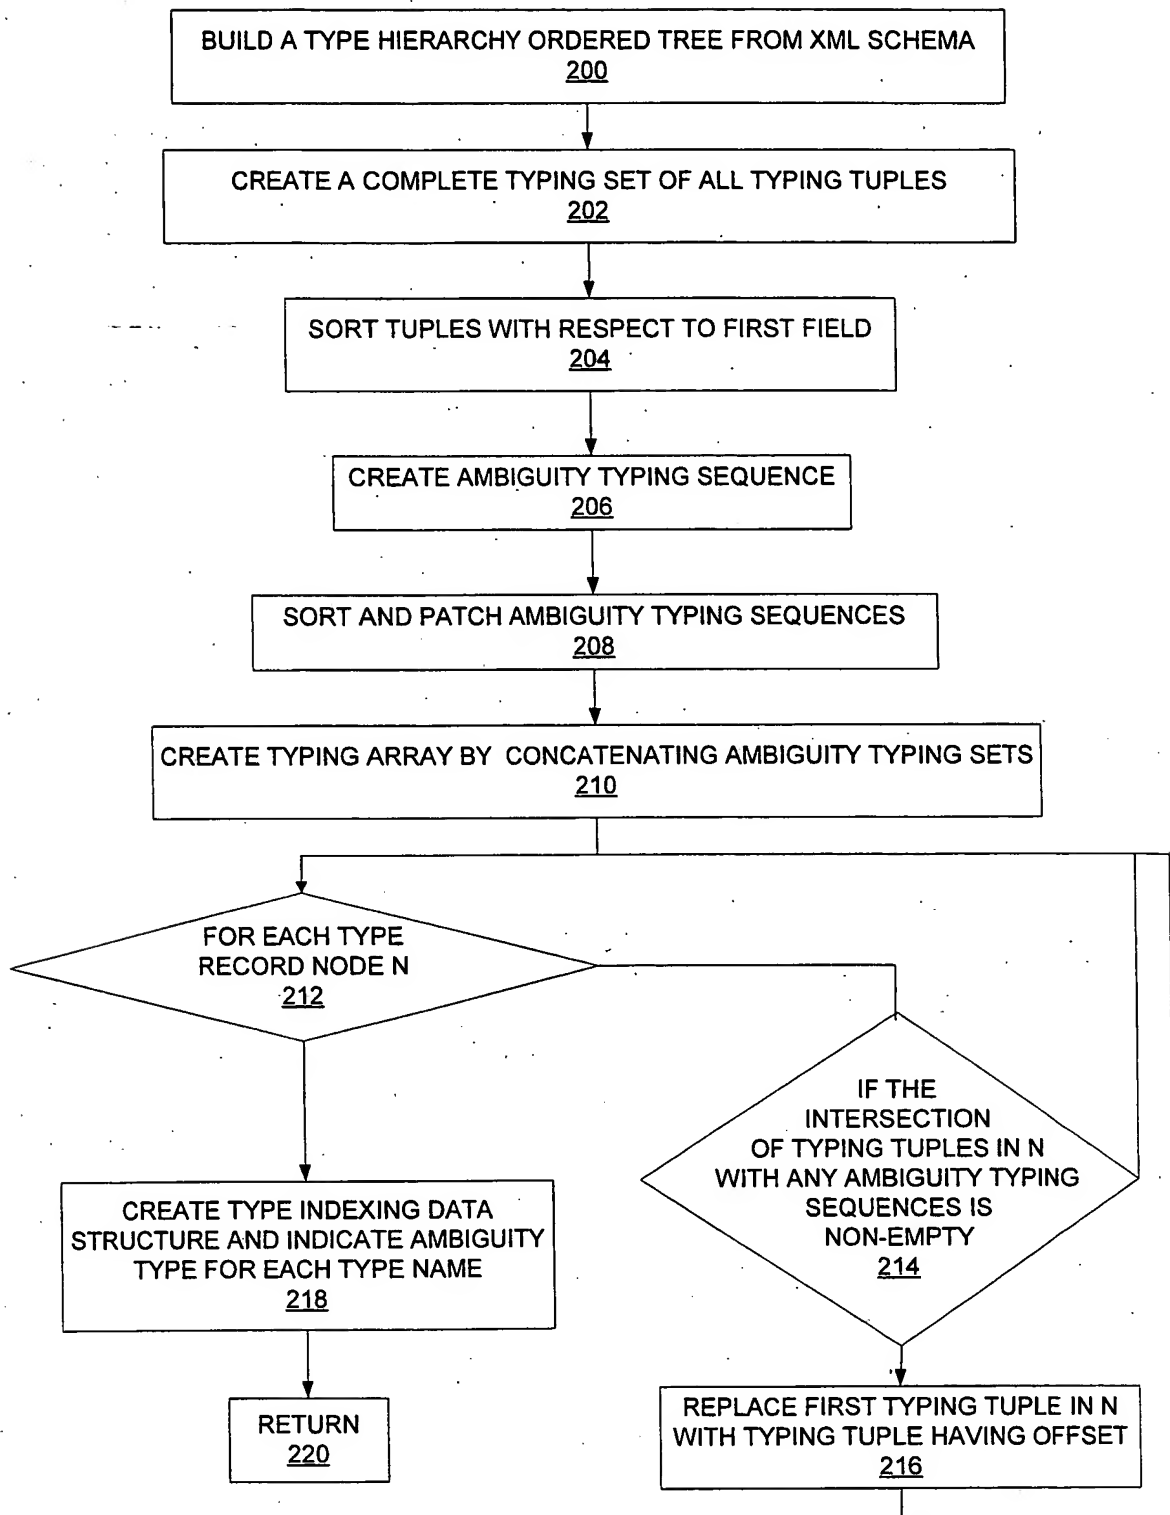 BUILD A TYPE HIERARCHY ORDERED TREE FROM XML SCHEMA
200
CREATE A COMPLETE TYPING SET OF ALL TYPING TUPLES
202
SORT TUPLES WITH RESPECT TO FIRST FIELD
204
CREATE AMBIGUITY TYPING SEQUENCE
206
SORT AND PATCH AMBIGUITY TYPING SEQUENCES
208
CREATE TYPING ARRAY BY CONCATENATING AMBIGUITY TYPING SETS
210
FOR EACH TYPE
RECORD NODE N
212
IF THE
INTERSECTION
OF TYPING TUPLES IN N
WITH ANY AMBIGUITY TYPING
SEQUENCES IS
NON-EMPTY
214
CREATE TYPE INDEXING DATA
STRUCTURE AND INDICATE AMBIGUITY
TYPE FOR EACH TYPE NAME
218
RETURN
220
REPLACE FIRST TYPING TUPLE IN N
WITH TYPING TUPLE HAVING OFFSET
216